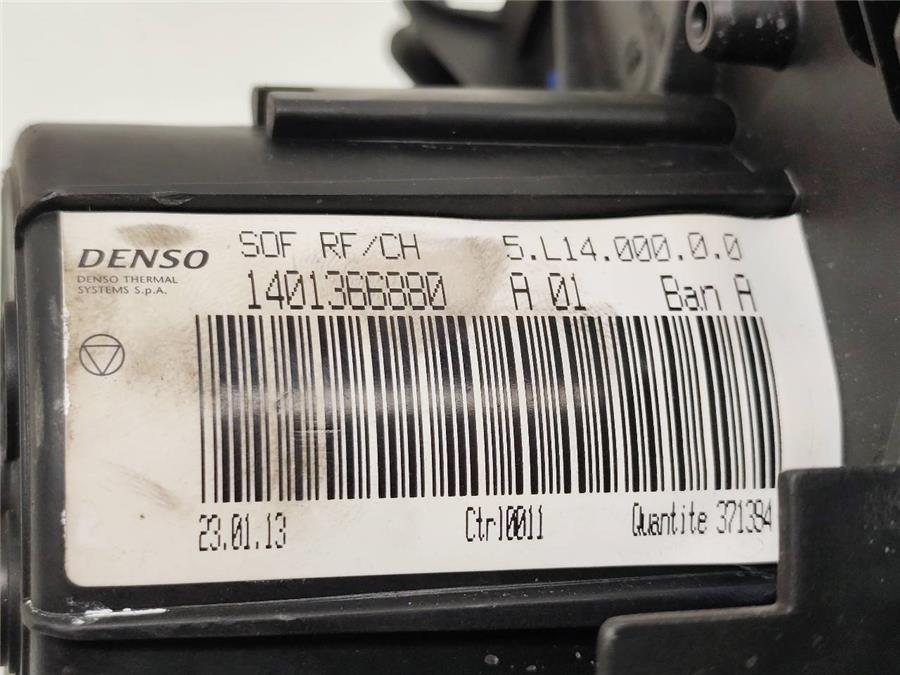 DENSO
DENSO THERMAL
SYSTEMS S.p.A.
SOF RF/CH 5.L14.000.0.0
1401366880 A 01 Ban A
23.01.13 Ctrl0011 Quantite 371394